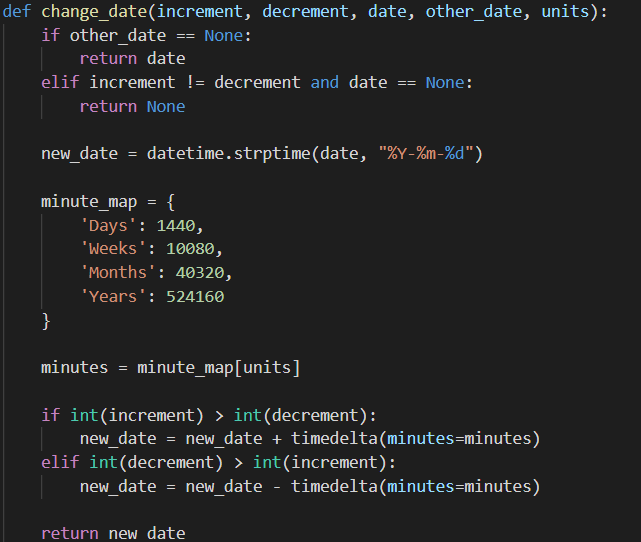 def change_date(increment, decrement, date, other_date, units):
    if other_date == None:
        return date
    elif increment != decrement and date == None:
        return None

    new_date = datetime.strptime(date, "%Y-%m-%d")

    minute_map = {
        'Days': 1440,
        'Weeks': 10080,
        'Months': 40320,
        'Years': 524160
    }

    minutes = minute_map[units]

    if int(increment) > int(decrement):
        new_date = new_date + timedelta(minutes=minutes)
    elif int(decrement) > int(increment):
        new_date = new_date - timedelta(minutes=minutes)

    return new date